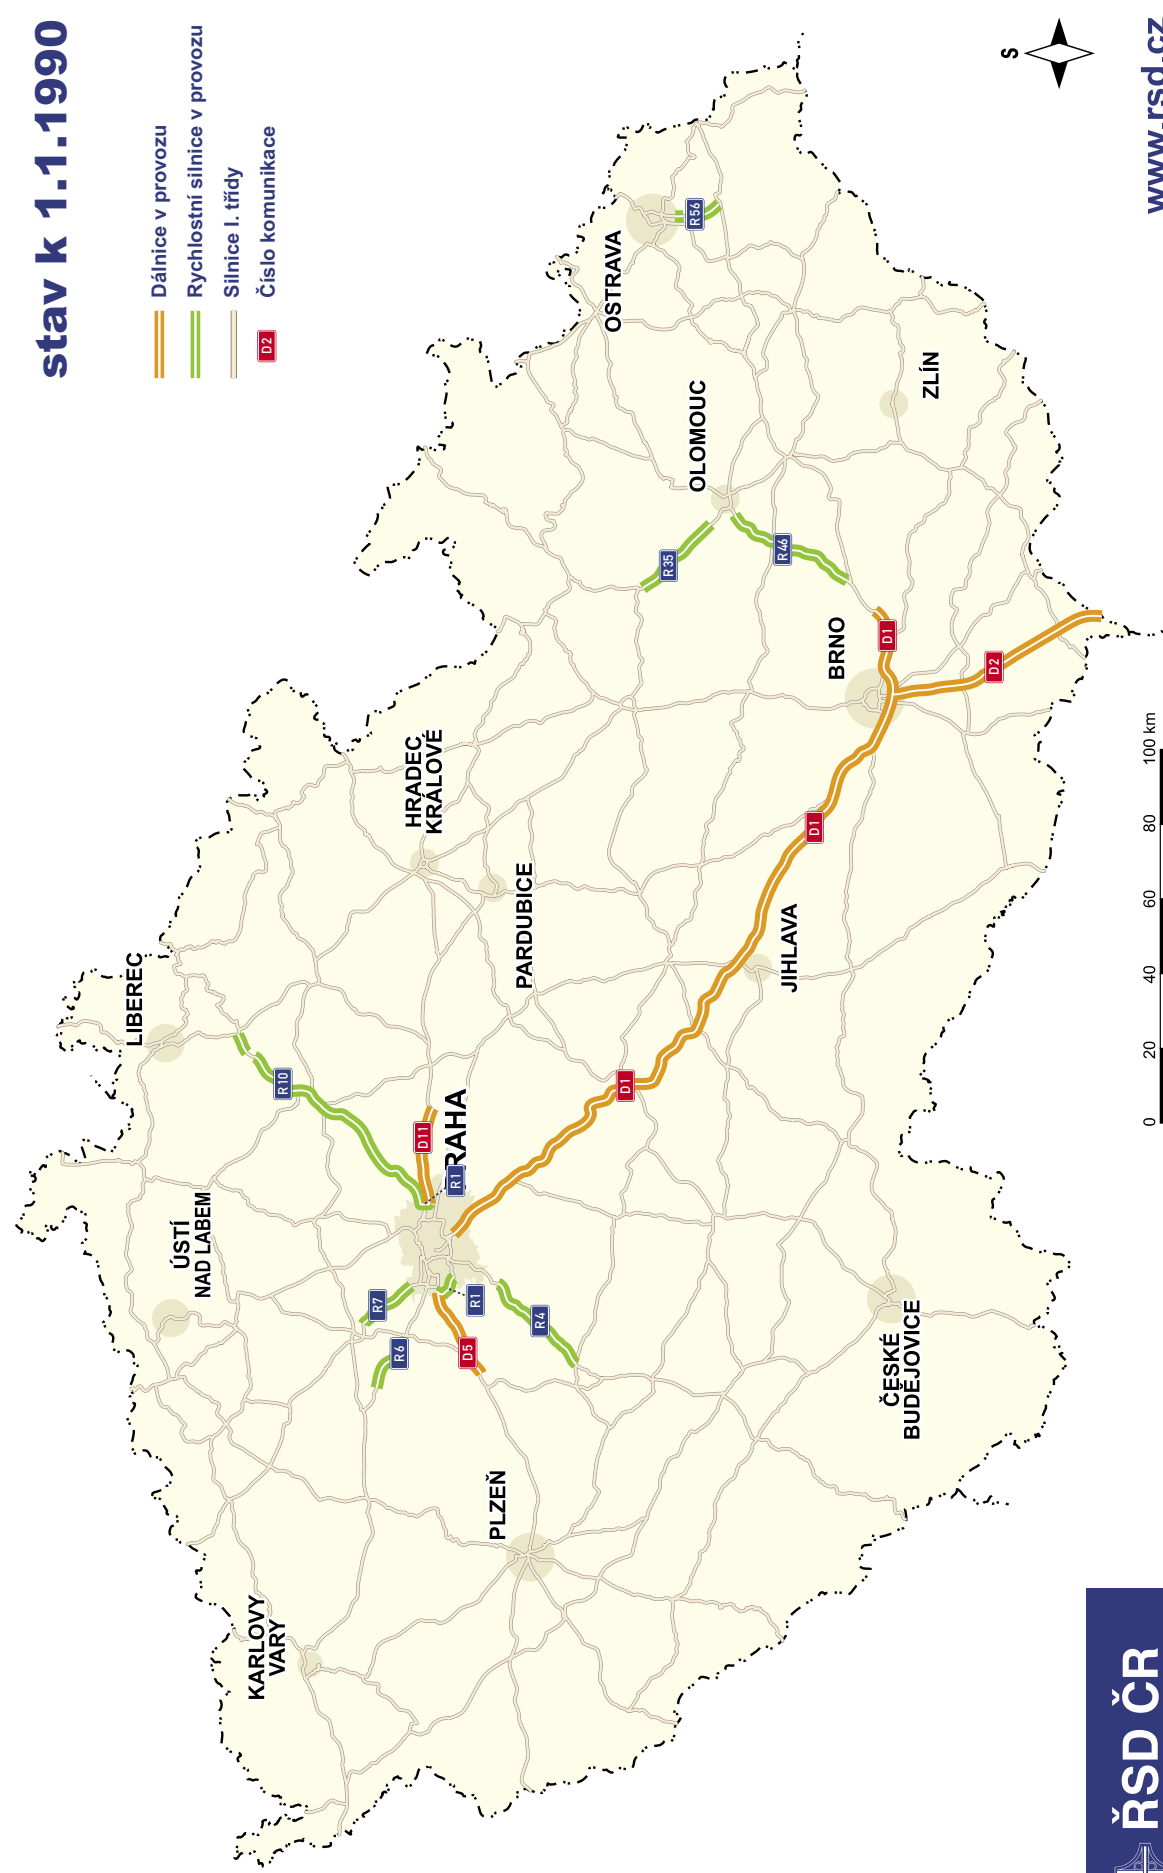 stav k 1.1.1990
Dálnice v provozu
Rychlostní silnice v provozu
Silnice I. třídy
D2
Číslo komunikace
S
LIBEREC
ÚSTÍ
NAD LABEM
KARLOVY
VARY
R10
R7
R6
D11
RAHA
R1
R1
D5
R4
HRADEC
KRÁLOVÉ
PARDUBICE
PLZEŇ
OSTRAVA
R56
OLOMOUC
R35
R46
ZLÍN
D1
JIHLAVA
D1
BRNO
D1
D2
ČESKÉ
BUDĚJOVICE
0 20 40 60 80 100 km
ŘSD ČR
www.rsd.cz